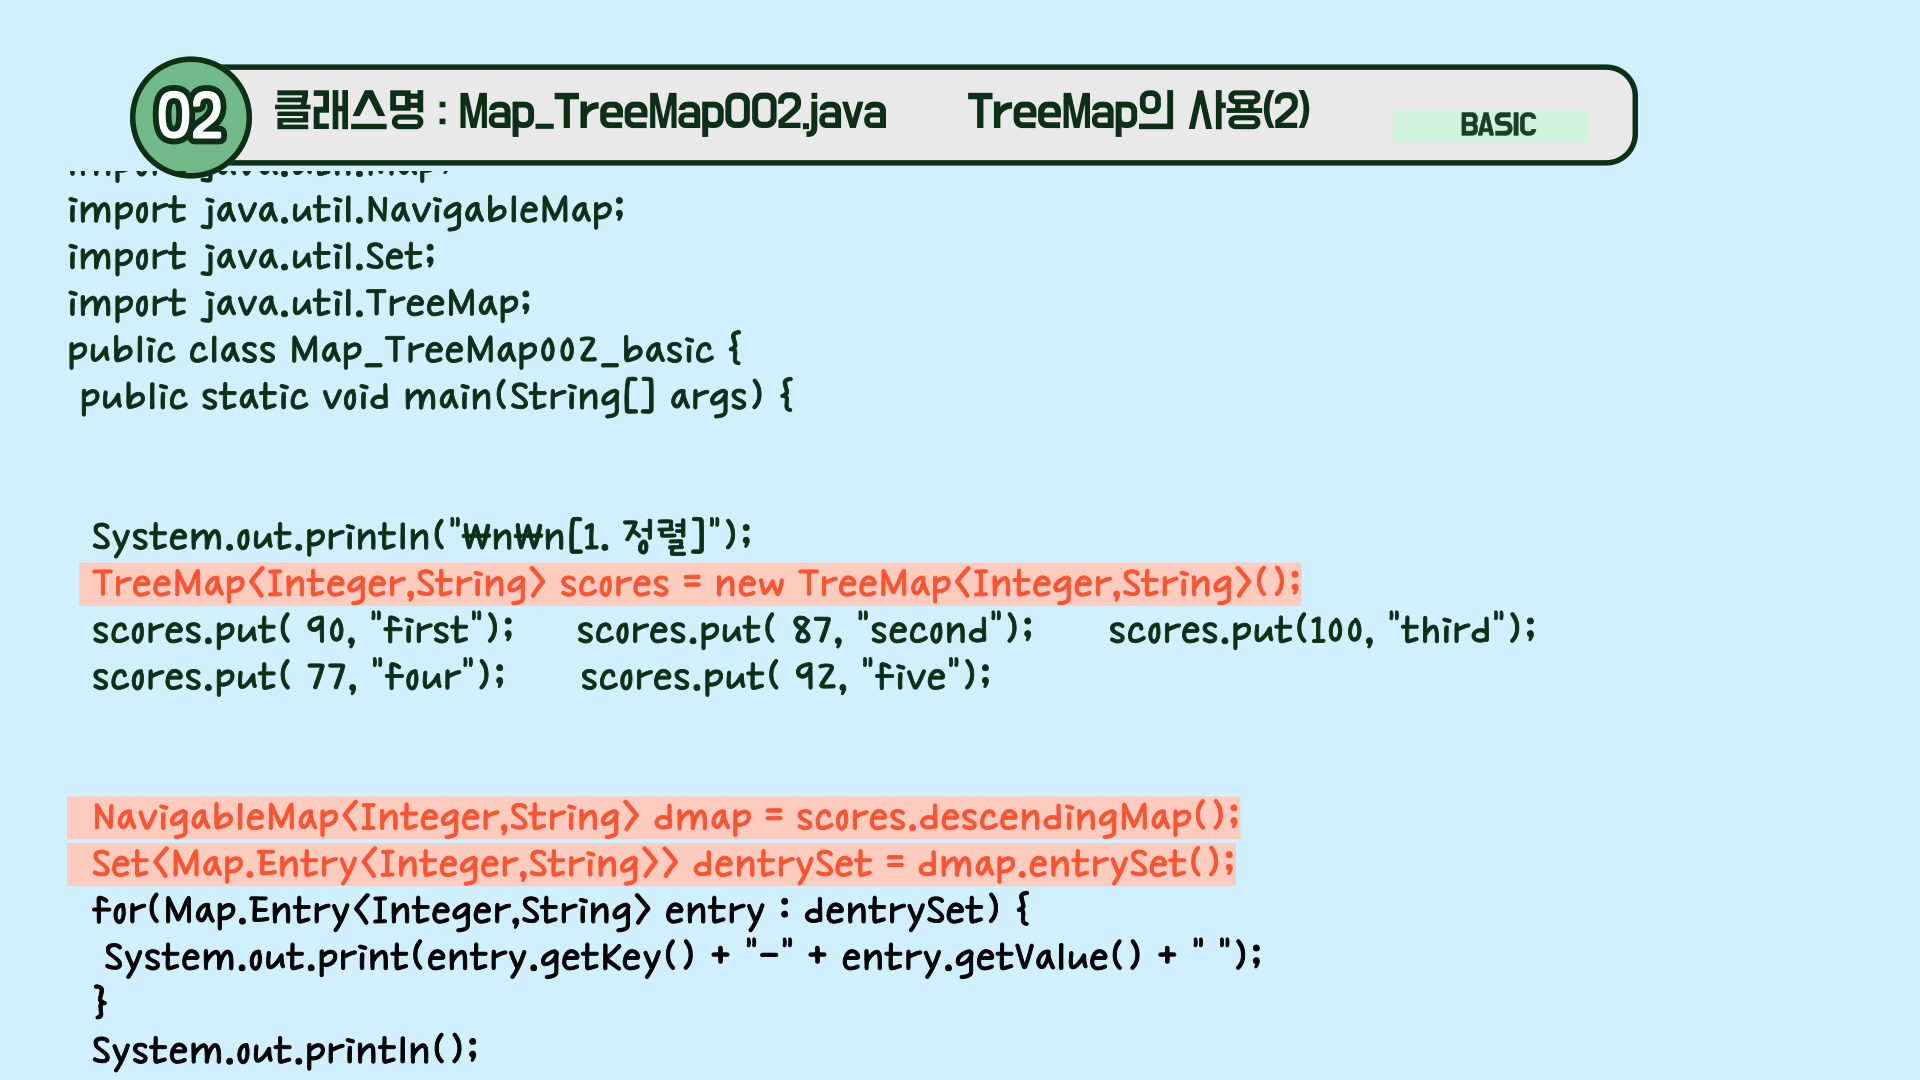 02
클래스명 : Map_TreeMap002.java TreeMap의 사용(2)
BASIC
import java.util.Map;
import java.util.NavigableMap;
import java.util.Set;
import java.util.TreeMap;
public class Map_TreeMap002_basic {
public static void main(String[] args) {
System.out.println("₩n₩n[1. 정렬]");
TreeMap<Integer,String> scores = new TreeMap<Integer,String>();
scores.put( 90, "first"); scores.put( 87, "second"); scores.put(100, "third");
scores.put( 77, "four"); scores.put( 92, "five");
NavigableMap<Integer,String> dmap = scores.descendingMap();
Set<Map.Entry<Integer,String>> dentrySet = dmap.entrySet();
for(Map.Entry<Integer,String> entry : dentrySet) {
System.out.print(entry.getKey() + "-" + entry.getValue() + " ");
}
System.out.println();